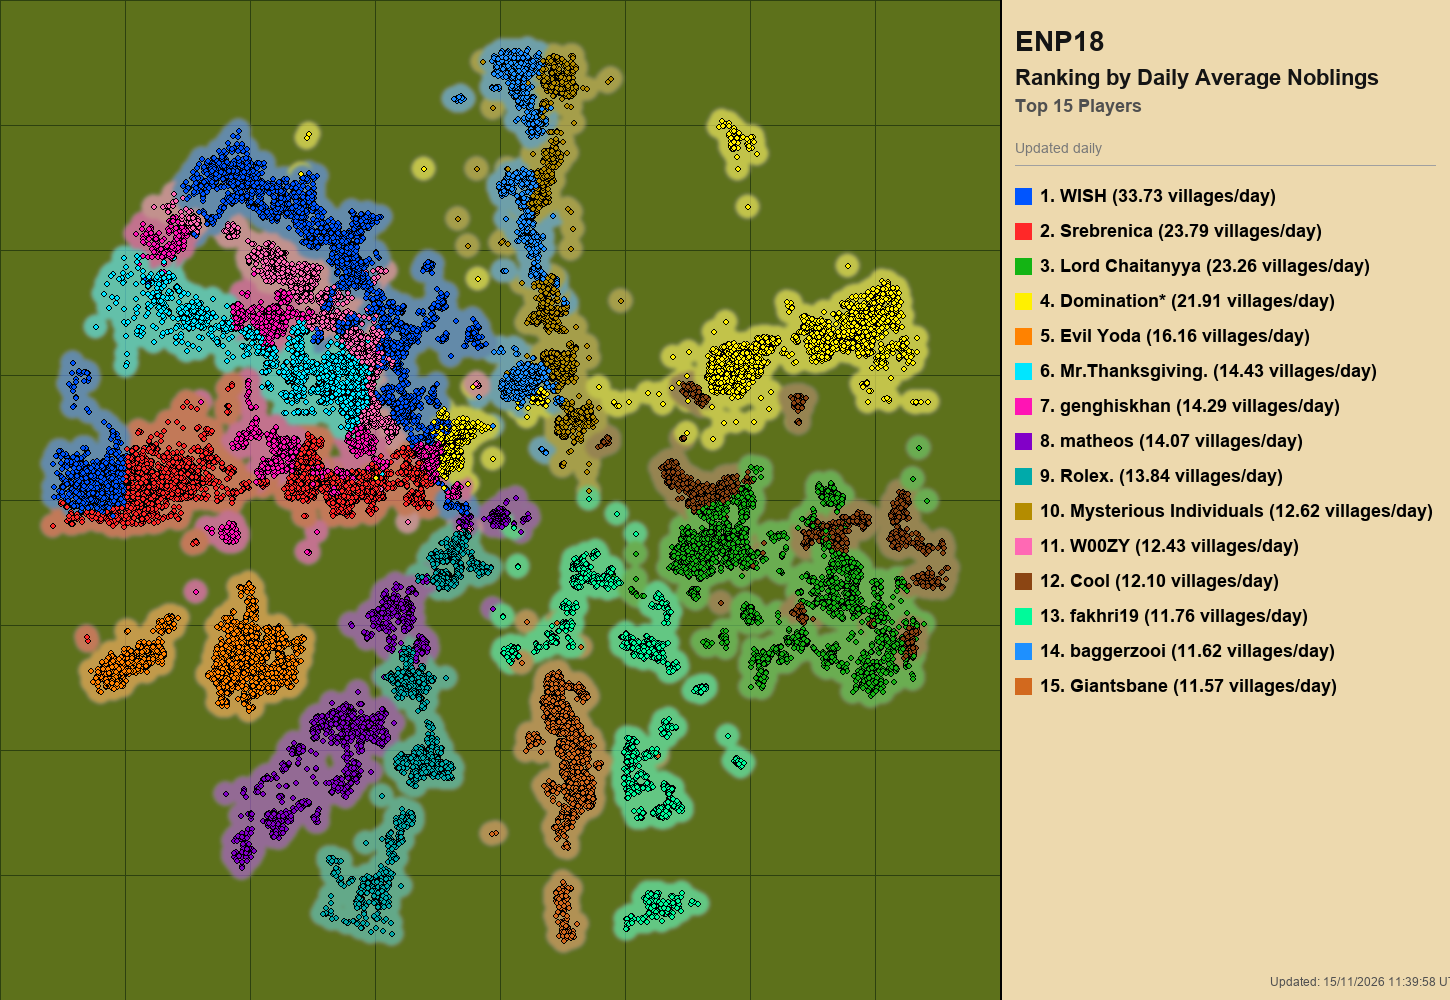 ENP18
Ranking by Daily Average Noblings
Top 15 Players
Updated daily
1. WISH (33.73 villages/day)
2. Srebrenica (23.79 villages/day)
3. Lord Chaitanyya (23.26 villages/day)
4. Domination* (21.91 villages/day)
5. Evil Yoda (16.16 villages/day)
6. Mr.Thanksgiving. (14.43 villages/day)
7. genghiskhan (14.29 villages/day)
8. matheos (14.07 villages/day)
9. Rolex. (13.84 villages/day)
10. Mysterious Individuals (12.62 villages/day)
11. W00ZY (12.43 villages/day)
12. Cool (12.10 villages/day)
13. fakhri19 (11.76 villages/day)
14. baggerzooi (11.62 villages/day)
15. Giantsbane (11.57 villages/day)
Updated: 15/11/2026 11:39:58